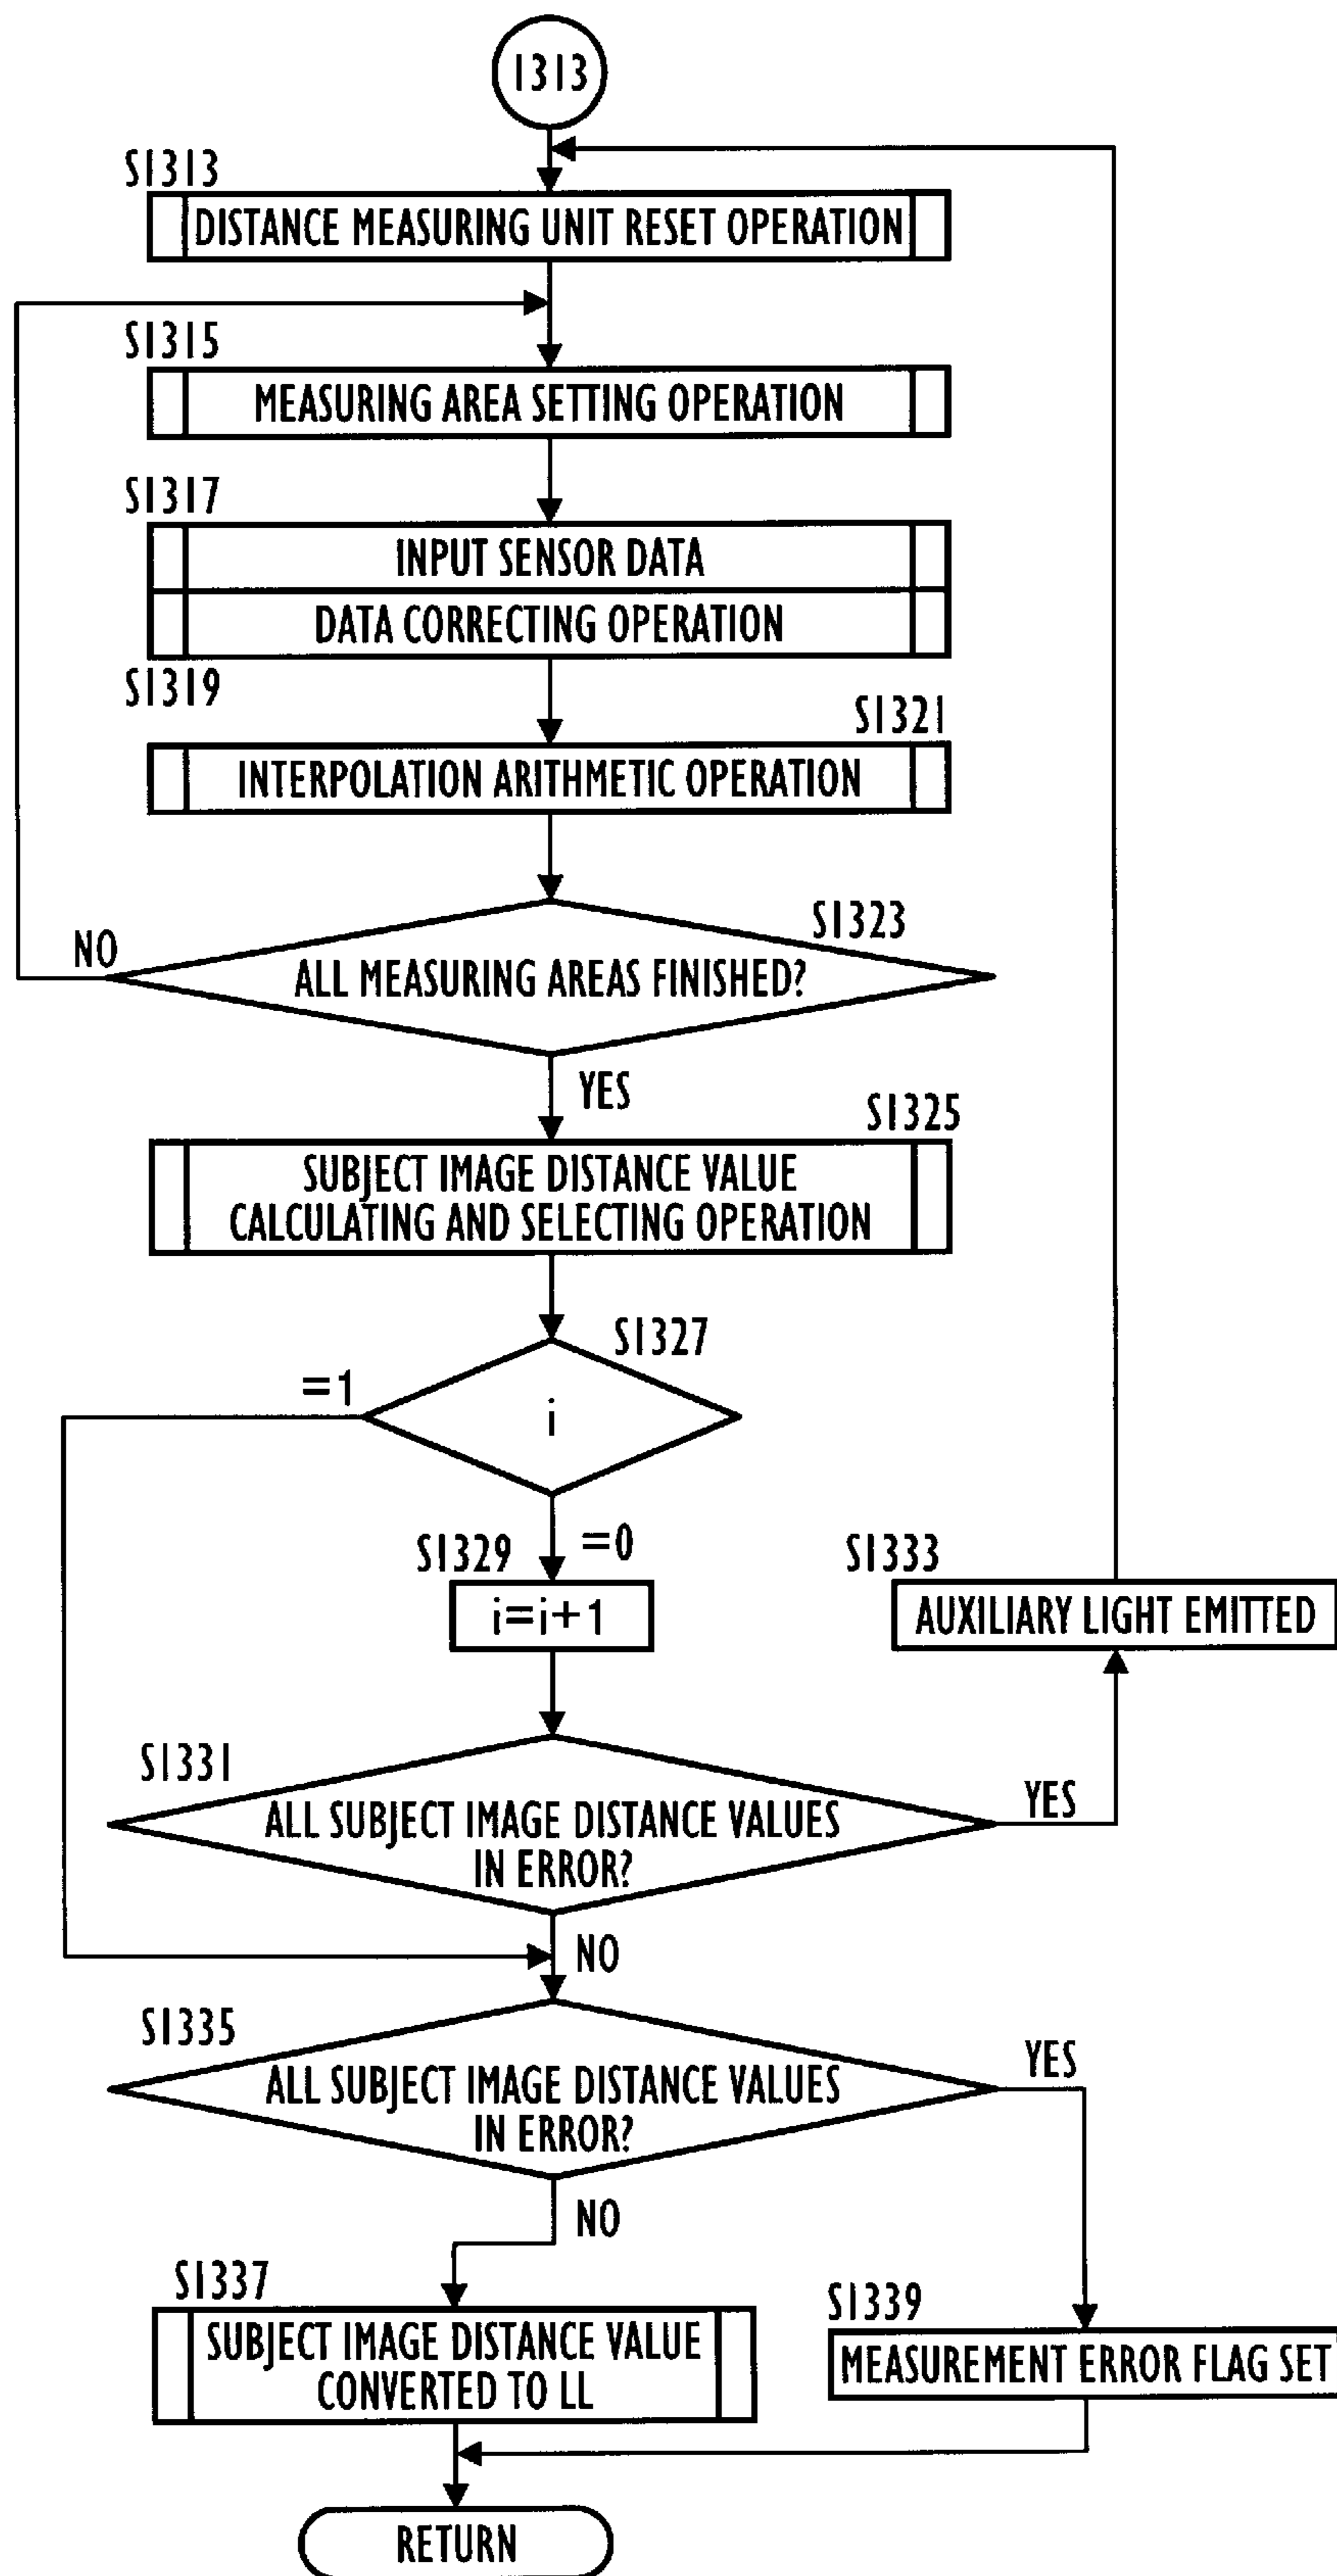 1313
S1313
DISTANCE MEASURING UNIT RESET OPERATION
S1315
MEASURING AREA SETTING OPERATION
S1317
INPUT SENSOR DATA
DATA CORRECTING OPERATION
S1319
S1321
INTERPOLATION ARITHMETIC OPERATION
S1323
NO
ALL MEASURING AREAS FINISHED?
YES
S1325
SUBJECT IMAGE DISTANCE VALUE
CALCULATING AND SELECTING OPERATION
S1327
=1
i
=0
S1329
i=i+1
S1333
AUXILIARY LIGHT EMITTED
S1331
ALL SUBJECT IMAGE DISTANCE VALUES
IN ERROR?
YES
NO
S1335
ALL SUBJECT IMAGE DISTANCE VALUES
IN ERROR?
YES
NO
S1337
SUBJECT IMAGE DISTANCE VALUE
CONVERTED TO LL
S1339
MEASUREMENT ERROR FLAG SET
RETURN